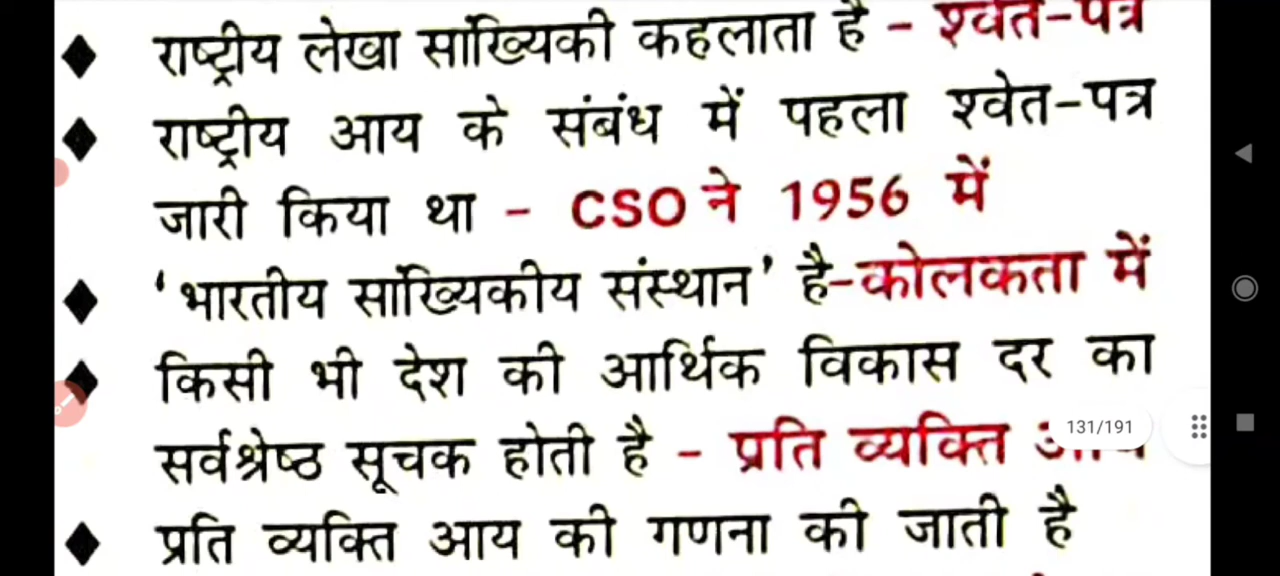 ♦ राष्ट्रीय लेखा सांख्यिकी कहलाता है - श्वेत-पत्र
♦ राष्ट्रीय आय के संबंध में पहला श्वेत-पत्र
जारी किया था - CSO ने 1956 में
♦ 'भारतीय सांख्यिकीय संस्थान' है-कोलकता में
♦ किसी भी देश की आर्थिक विकास दर का
सर्वश्रेष्ठ सूचक होती है - प्रति व्यक्ति
131/191
♦ प्रति व्यक्ति आय की गणना की जाती है